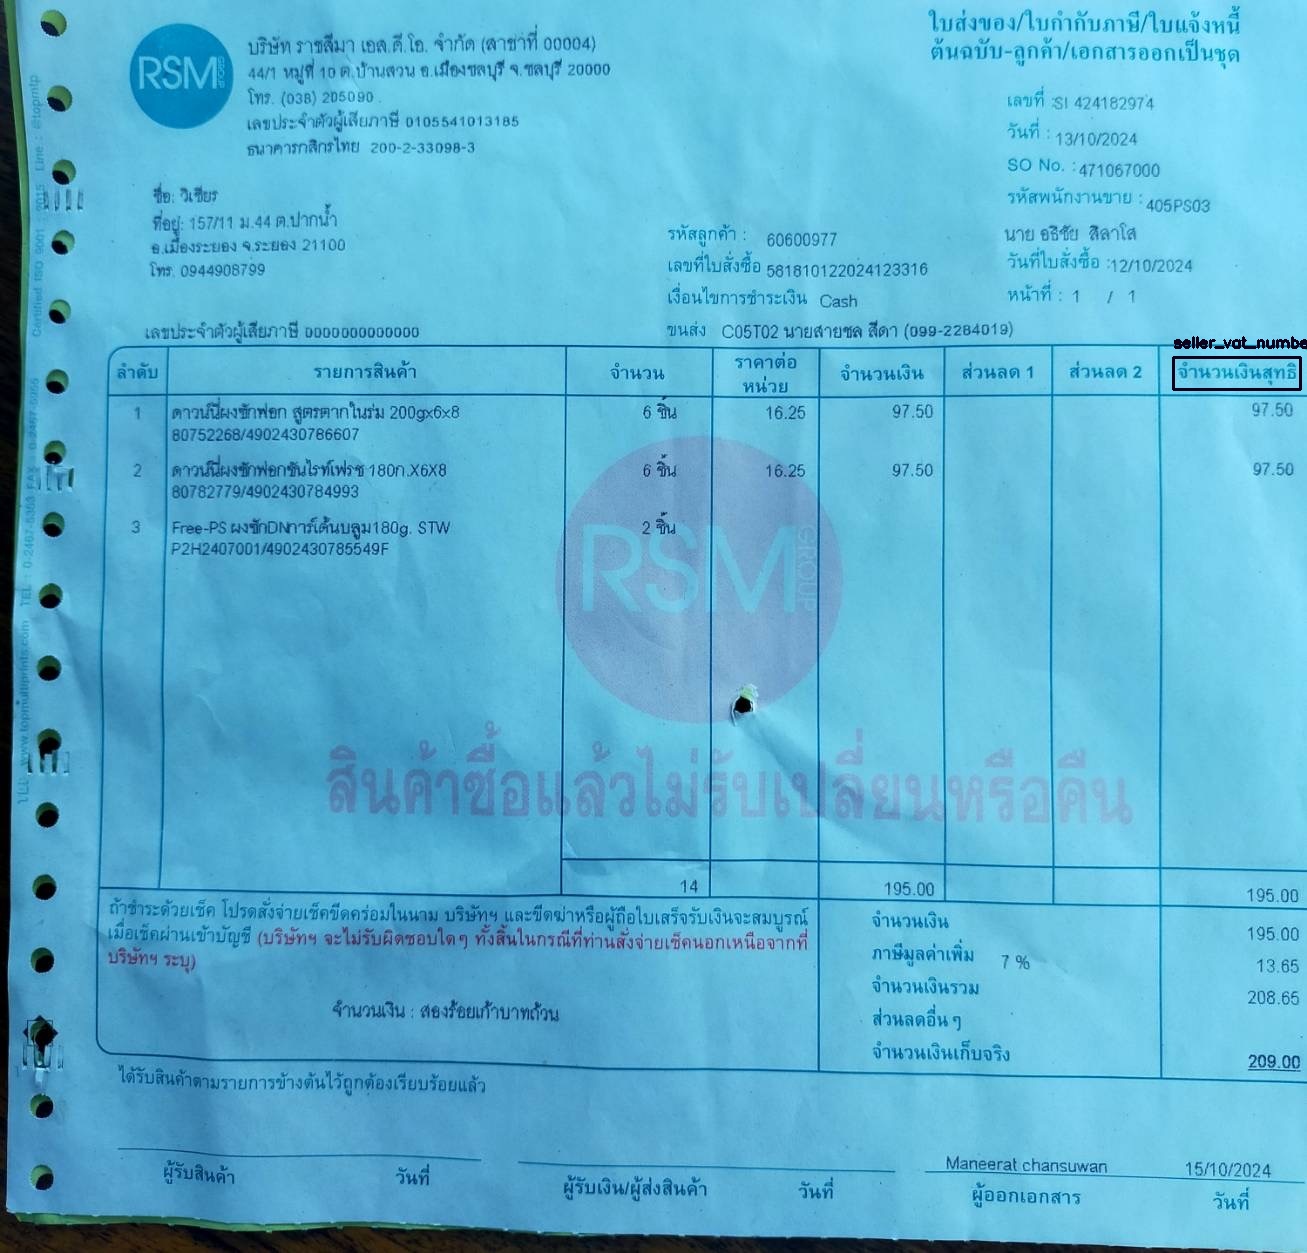 RSM
GROUP
บริษัท ราชสีมา เอส.ดี.โอ. จำกัด (สาขาที่ 00004)
44/1 หมู่ที่ 10 ต.บ้านสวน อ.เมืองชลบุรี จ.ชลบุรี 20000
โทร. (038) 205090
เลขประจำตัวผู้เสียภาษี 0105541013185
ธนาคารกสิกรไทย 200-2-33098-3
ใบส่งของ/ใบกำกับภาษี/ใบแจ้งหนี้
ต้นฉบับ-ลูกค้า/เอกสารออกเป็นชุด
เลขที่ :SI 424182974
วันที่ : 13/10/2024
SO No. : 471067000
รหัสพนักงานขาย : 405PS03
นาย อธิชัย สิลาโส
วันที่ใบสั่งซื้อ :12/10/2024
หน้าที่ : 1 / 1
ชื่อ: วิเชียร
ที่อยู่: 157/11 ม.44 ต.ปากน้ำ
อ.เมืองระยอง จ.ระยอง 21100
โทร. 0944908799
รหัสลูกค้า : 60600977
เลขที่ใบสั่งซื้อ 581810122024123316
เงื่อนไขการชำระเงิน Cash
เลขประจำตัวผู้เสียภาษี 0000000000000
ขนส่ง C05T02 นายสายชล สีดา (099-2284019)
seller_vat_numbe
ลำดับ รายการสินค้า จำนวน ราคาต่อหน่วย จำนวนเงิน ส่วนลด 1 ส่วนลด 2 จำนวนเงินสุทธิ
1 ดาวน์นี่ผงซักฟอก สูตรตากในร่ม 200gx6x8 6 ชิ้น 16.25 97.50 97.50
80752268/4902430786607
2 ดาวน์นี่ผงซักฟอกซันไรท์เฟรช 180ก.X6X8 6 ชิ้น 16.25 97.50 97.50
80782779/4902430784993
3 Free-PS ผงซักDNการ์เด้นบลูม180g. STW 2 ชิ้น
P2H2407001/4902430785549F
RSM
GROUP
สินค้าซื้อแล้วไม่รับเปลี่ยนหรือคืน
14 195.00 195.00
ถ้าชำระด้วยเช็ค โปรดสั่งจ่ายเช็คขีดคร่อมในนาม บริษัทฯ และขีดฆ่าหรือผู้ถือใบเสร็จรับเงินจะสมบูรณ์
เมื่อเช็คผ่านเข้าบัญชี (บริษัทฯ จะไม่รับผิดชอบใดๆ ทั้งสิ้นในกรณีที่ท่านสั่งจ่ายเช็คนอกเหนือจากที่
บริษัทฯ ระบุ)
จำนวนเงิน : สองร้อยเก้าบาทถ้วน
จำนวนเงิน 195.00
ภาษีมูลค่าเพิ่ม 7 % 13.65
จำนวนเงินรวม 208.65
ส่วนลดอื่นๆ
จำนวนเงินเก็บจริง 209.00
ได้รับสินค้าตามรายการข้างต้นไว้ถูกต้องเรียบร้อยแล้ว
Maneerat chansuwan 15/10/2024
ผู้รับสินค้า วันที่ ผู้รับเงิน/ผู้ส่งสินค้า วันที่ ผู้ออกเอกสาร วันที่